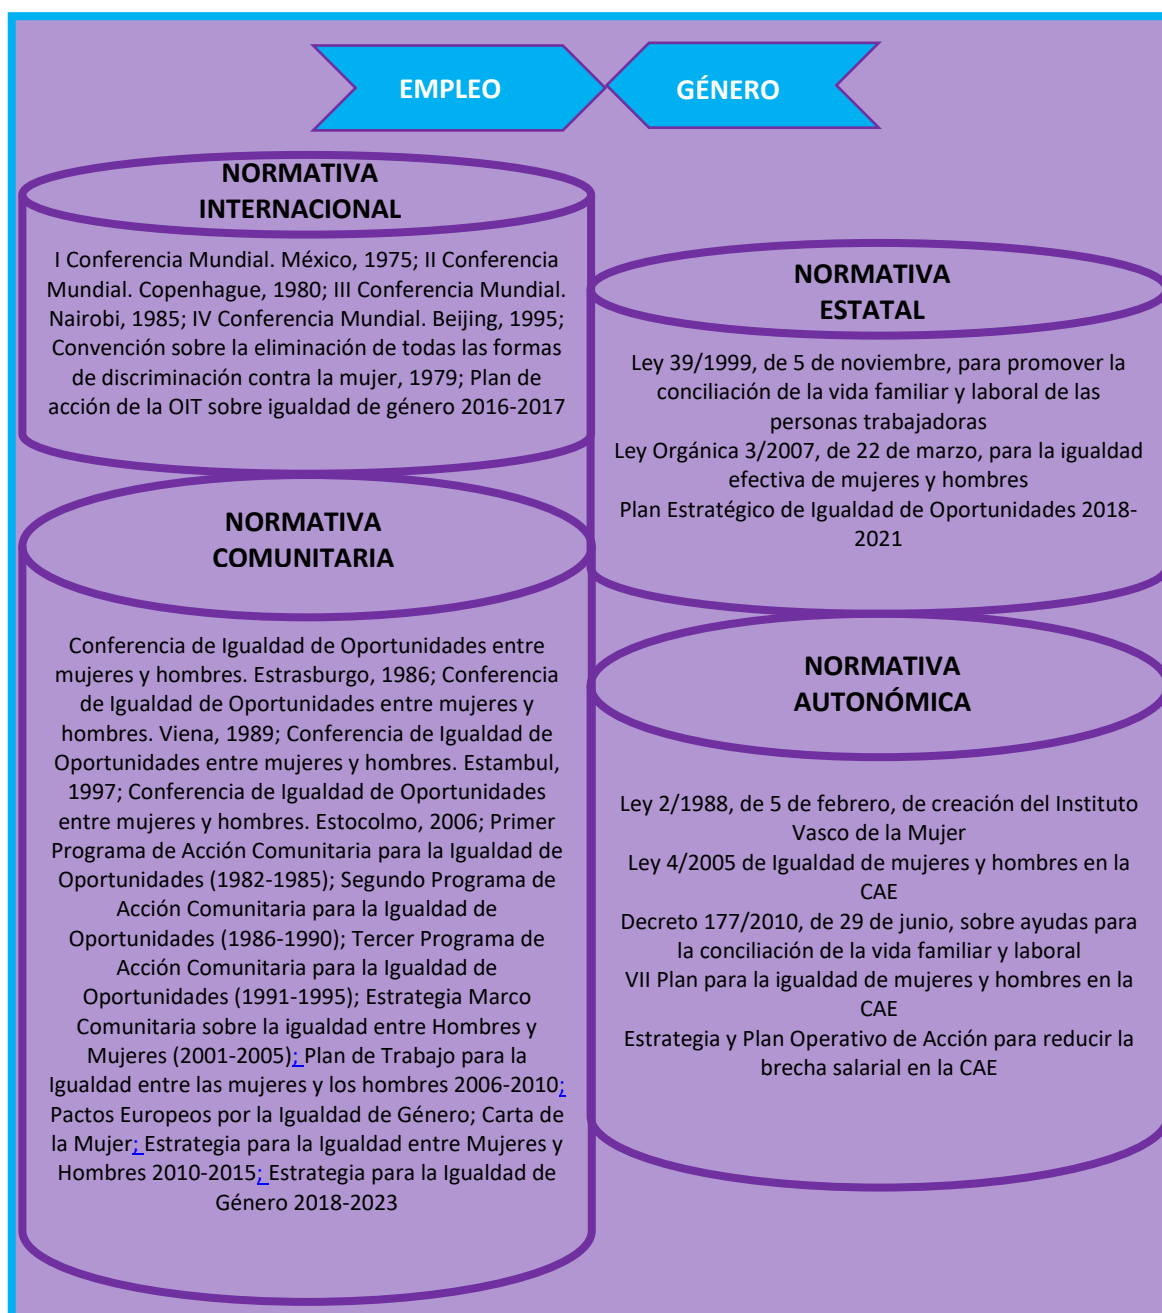 EMPLEO
GÉNERO
NORMATIVA
INTERNACIONAL
I Conferencia Mundial. México, 1975; II Conferencia
Mundial. Copenhague, 1980; III Conferencia Mundial.
Nairobi, 1985; IV Conferencia Mundial. Beijing, 1995;
Convención sobre la eliminación de todas las formas
de discriminación contra la mujer, 1979; Plan de
acción de la OIT sobre igualdad de género 2016-2017
NORMATIVA
COMUNITARIA
Conferencia de Igualdad de Oportunidades entre
mujeres y hombres. Estrasburgo, 1986; Conferencia
de Igualdad de Oportunidades entre mujeres y
hombres. Viena, 1989; Conferencia de Igualdad de
Oportunidades entre mujeres y hombres. Estambul,
1997; Conferencia de Igualdad de Oportunidades
entre mujeres y hombres. Estocolmo, 2006; Primer
Programa de Acción Comunitaria para la Igualdad de
Oportunidades (1982-1985); Segundo Programa de
Acción Comunitaria para la Igualdad de
Oportunidades (1986-1990); Tercer Programa de
Acción Comunitaria para la Igualdad de
Oportunidades (1991-1995); Estrategia Marco
Comunitaria sobre la igualdad entre Hombres y
Mujeres (2001-2005); Plan de Trabajo para la
Igualdad entre las mujeres y los hombres 2006-2010;
Pactos Europeos por la Igualdad de Género; Carta de
la Mujer; Estrategia para la Igualdad entre Mujeres y
Hombres 2010-2015; Estrategia para la Igualdad de
Género 2018-2023
NORMATIVA
ESTATAL
Ley 39/1999, de 5 de noviembre, para promover la
conciliación de la vida familiar y laboral de las
personas trabajadoras
Ley Orgánica 3/2007, de 22 de marzo, para la igualdad
efectiva de mujeres y hombres
Plan Estratégico de Igualdad de Oportunidades 2018-
2021
NORMATIVA
AUTONÓMICA
Ley 2/1988, de 5 de febrero, de creación del Instituto
Vasco de la Mujer
Ley 4/2005 de Igualdad de mujeres y hombres en la
CAE
Decreto 177/2010, de 29 de junio, sobre ayudas para
la conciliación de la vida familiar y laboral
VII Plan para la igualdad de mujeres y hombres en la
CAE
Estrategia y Plan Operativo de Acción para reducir la
brecha salarial en la CAE